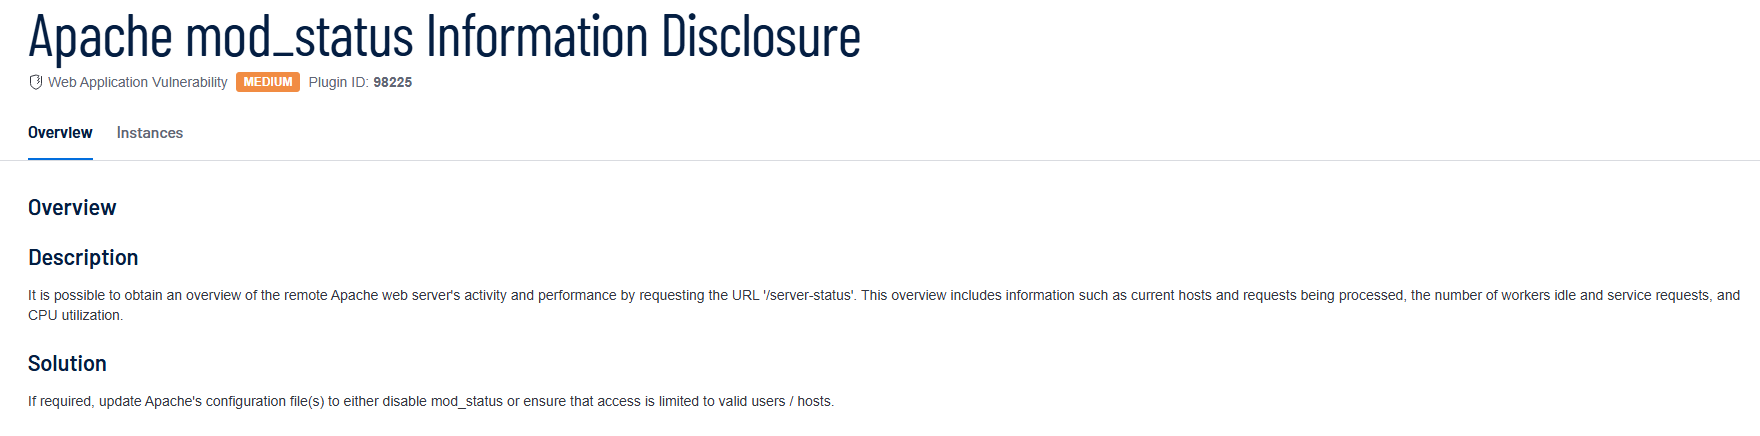 Apache mod_status Information Disclosure
Web Application Vulnerability MEDIUM Plugin ID: 98225
Overview Instances
Overview
Description
It is possible to obtain an overview of the remote Apache web server's activity and performance by requesting the URL '/server-status'. This overview includes information such as current hosts and requests being processed, the number of workers idle and service requests, and
CPU utilization.
Solution
If required, update Apache's configuration file(s) to either disable mod_status or ensure that access is limited to valid users / hosts.